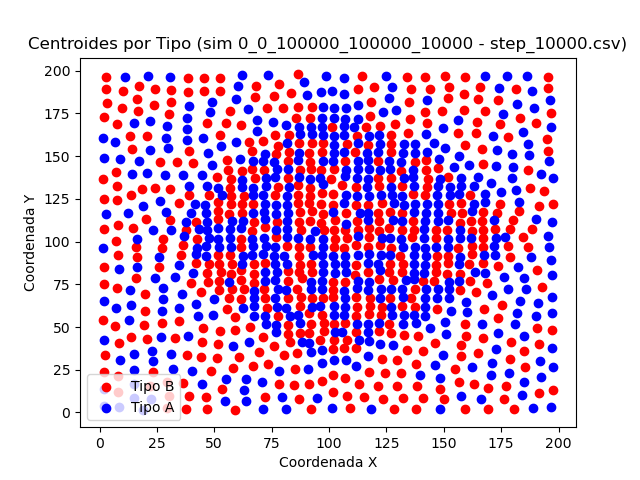 Centroides por Tipo (sim 0_0_100000_100000_10000 - step_10000.csv)
200
175
150
125
100
75
50
25
0
Coordenada Y
Tipo B
Tipo A
0 25 50 75 100 125 150 175 200
Coordenada X